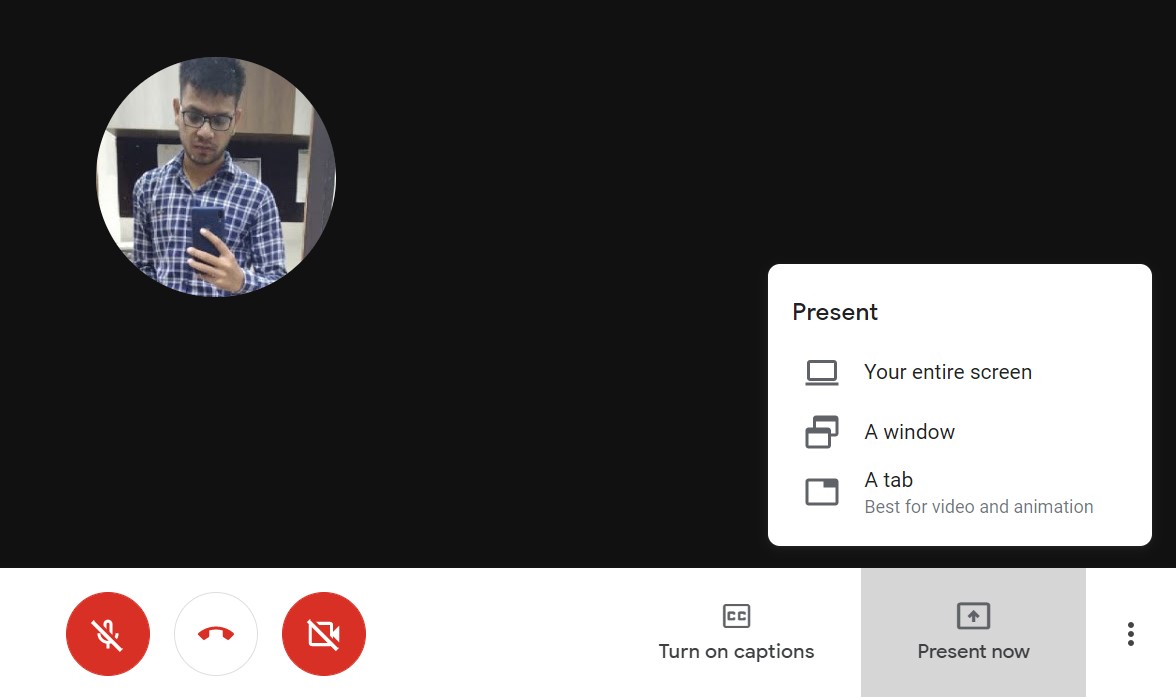 Present
Your entire screen
A window
A tab
Best for video and animation
CC
Turn on captions
Present now